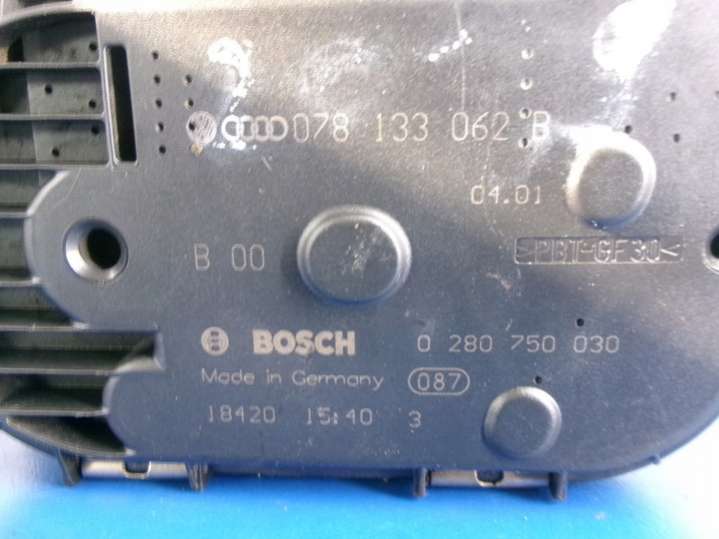 078 133 062 B
04.01
B 00
>PBT-GF30<
BOSCH 0 280 750 030
Made in Germany 087
18420 15:40 3